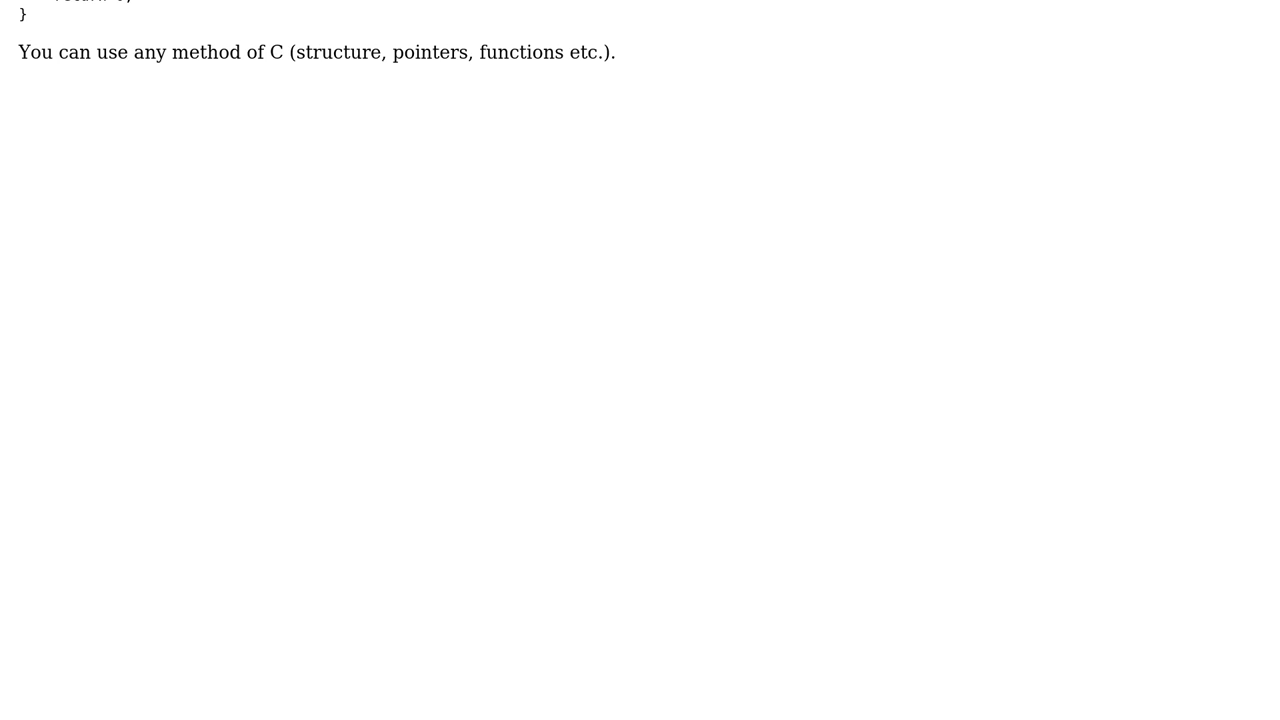 }
You can use any method of C (structure, pointers, functions etc.).